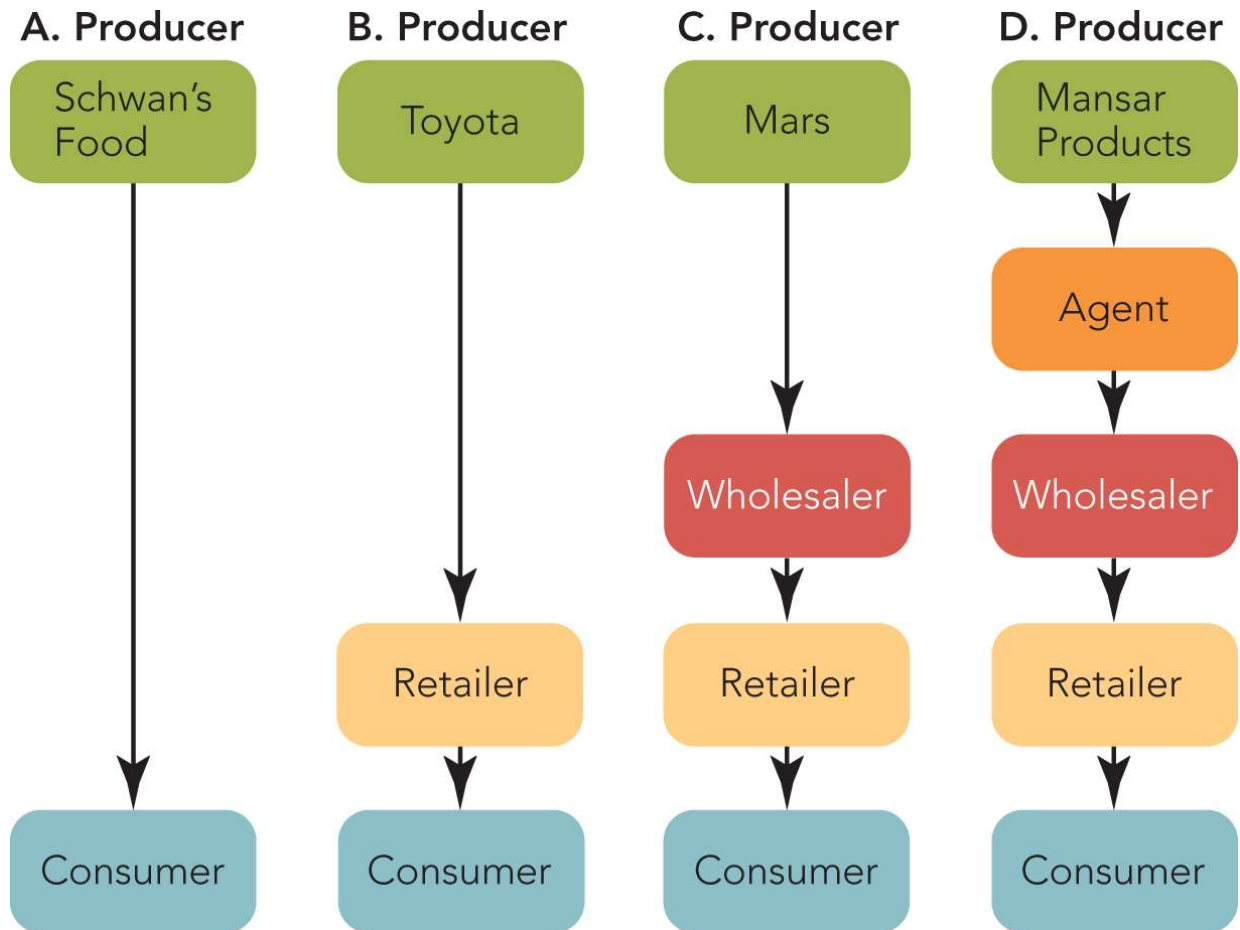 A. Producer
B. Producer
C. Producer
D. Producer
Schwan's
Food
Toyota
Mars
Mansar
Products
Agent
Wholesaler
Wholesaler
Retailer
Retailer
Retailer
Consumer
Consumer
Consumer
Consumer